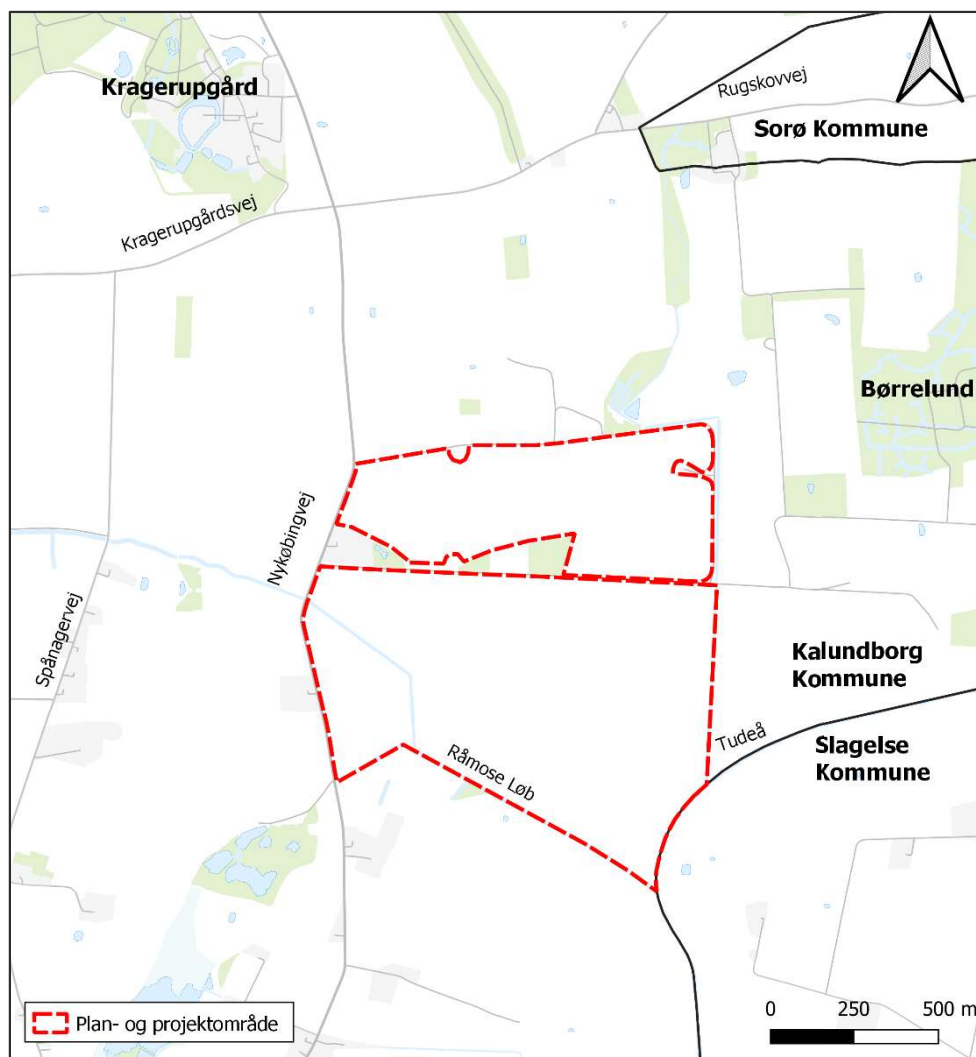 Kragerupgård
Rugskovvej
Sorø Kommune
Kragerupgårdsvej
Børrelund
Nykøbingvej
Spånagervej
Kalundborg
Kommune
Tudeå
Slagelse
Kommune
Råmose Løb
Plan- og projektområde
0 250 500 m